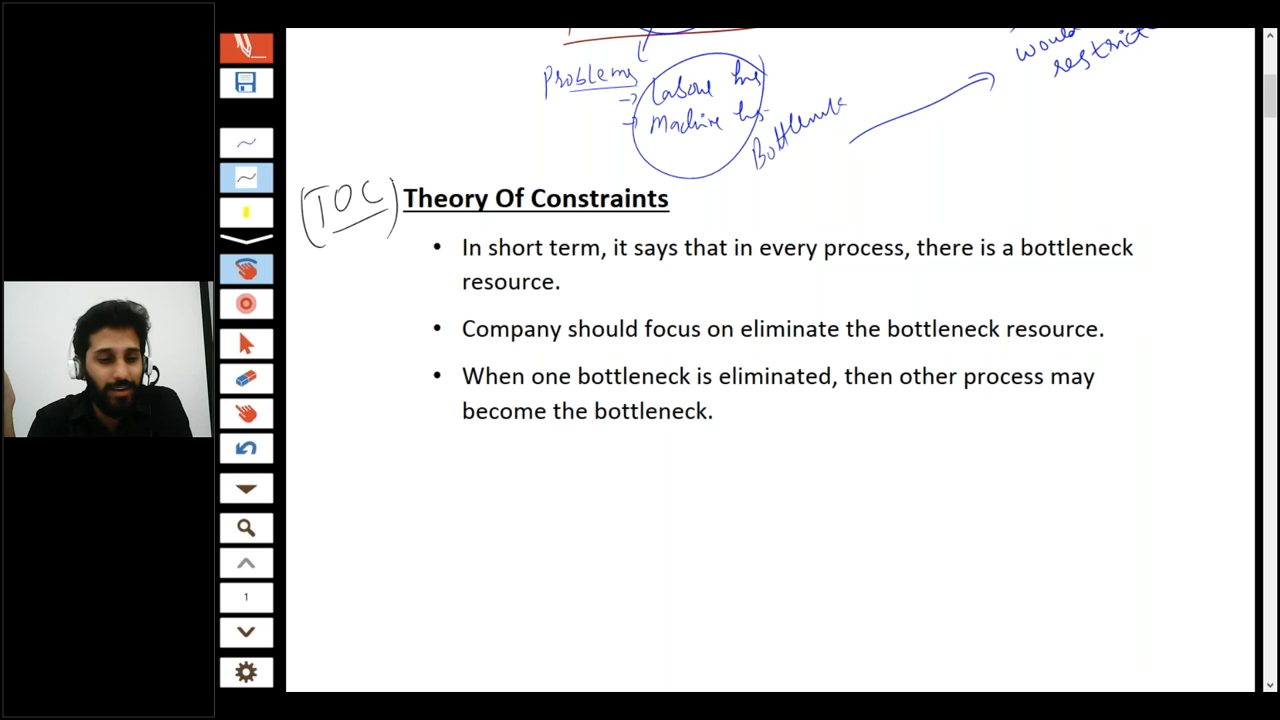 would
restrict
Problems
→ Labour hrs
→ Machine hrs
Bottleneck
(TOC) Theory Of Constraints
• In short term, it says that in every process, there is a bottleneck
resource.
• Company should focus on eliminate the bottleneck resource.
• When one bottleneck is eliminated, then other process may
become the bottleneck.
1